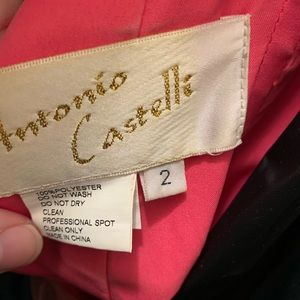 Antonio
Castelli
2
100%POLYESTER
DO NOT WASH
DO NOT DRY
CLEAN
PROFESSIONAL SPOT
CLEAN ONLY
MADE IN CHINA